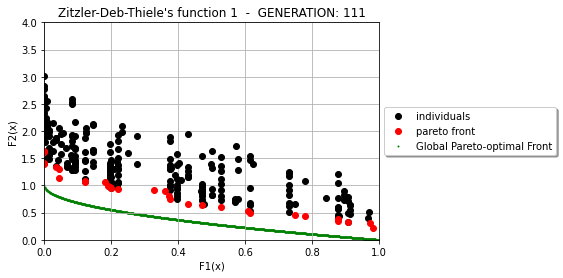 Zitzler-Deb-Thiele's function 1 - GENERATION: 111
4.0
3.5
3.0
2.5
2.0
1.5
1.0
0.5
0.0
F2(x)
0.0 0.2 0.4 0.6 0.8 1.0
F1(x)
individuals
pareto front
Global Pareto-optimal Front